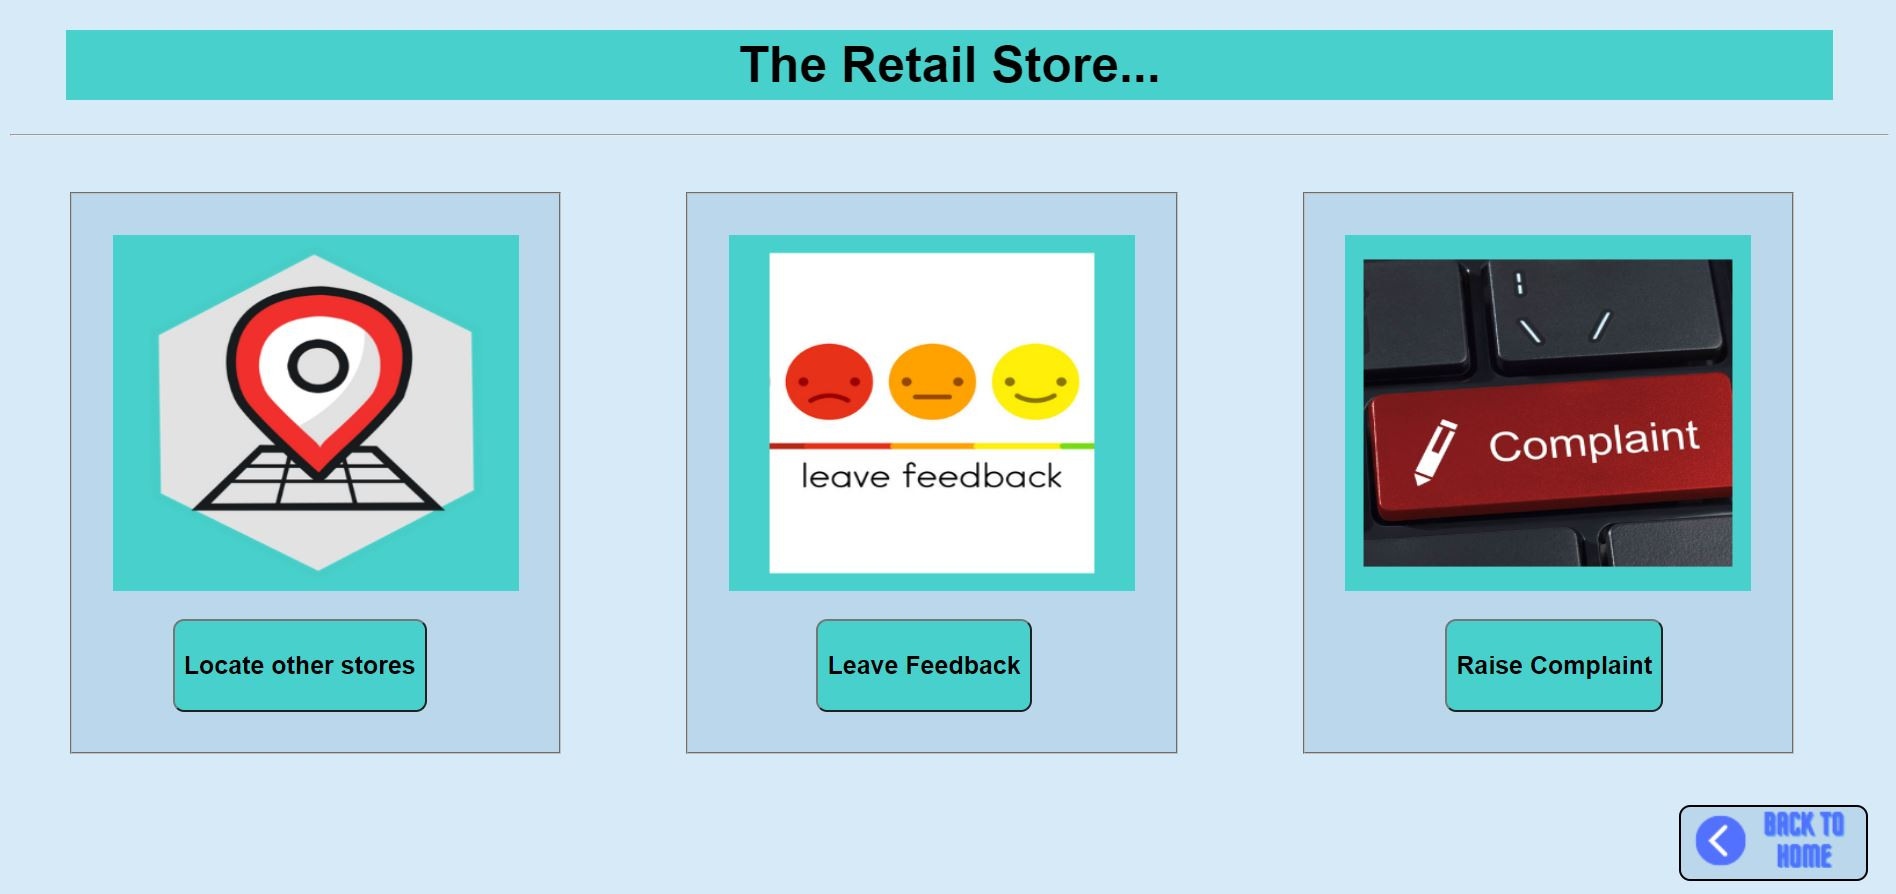 The Retail Store...
leave feedback
Complaint
Locate other stores
Leave Feedback
Raise Complaint
BACK TO
HOME